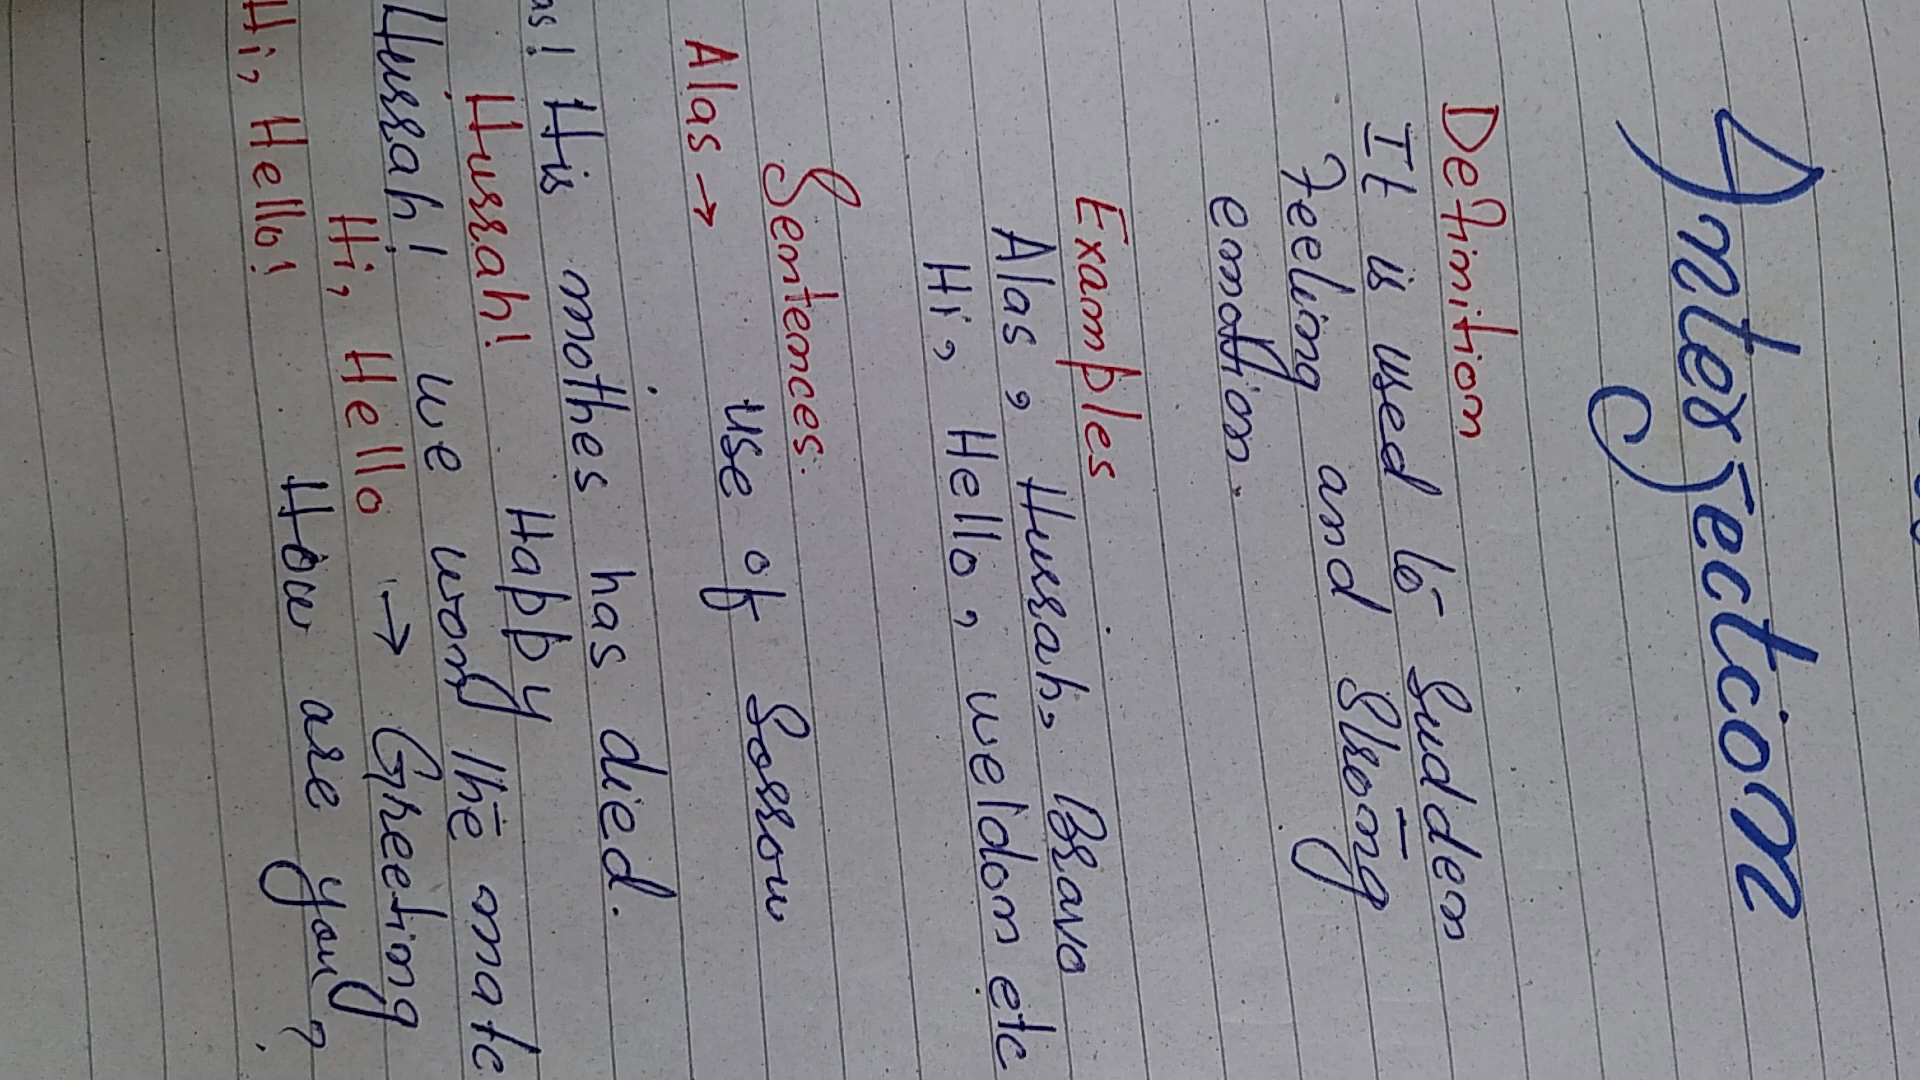 Interjection
Definition
It is used to Sudden
Feeling and Strong
emotion.
Examples
Alas, Hurrah, Bravo
Hi, Hello, weldon etc
Sentences.
Alas → use of Sorrow
as! His mother has died.
Hurrah! Happy
Hurrah! we won the matc
Hi, Hello → Greeting
Hi, Hello! How are you?